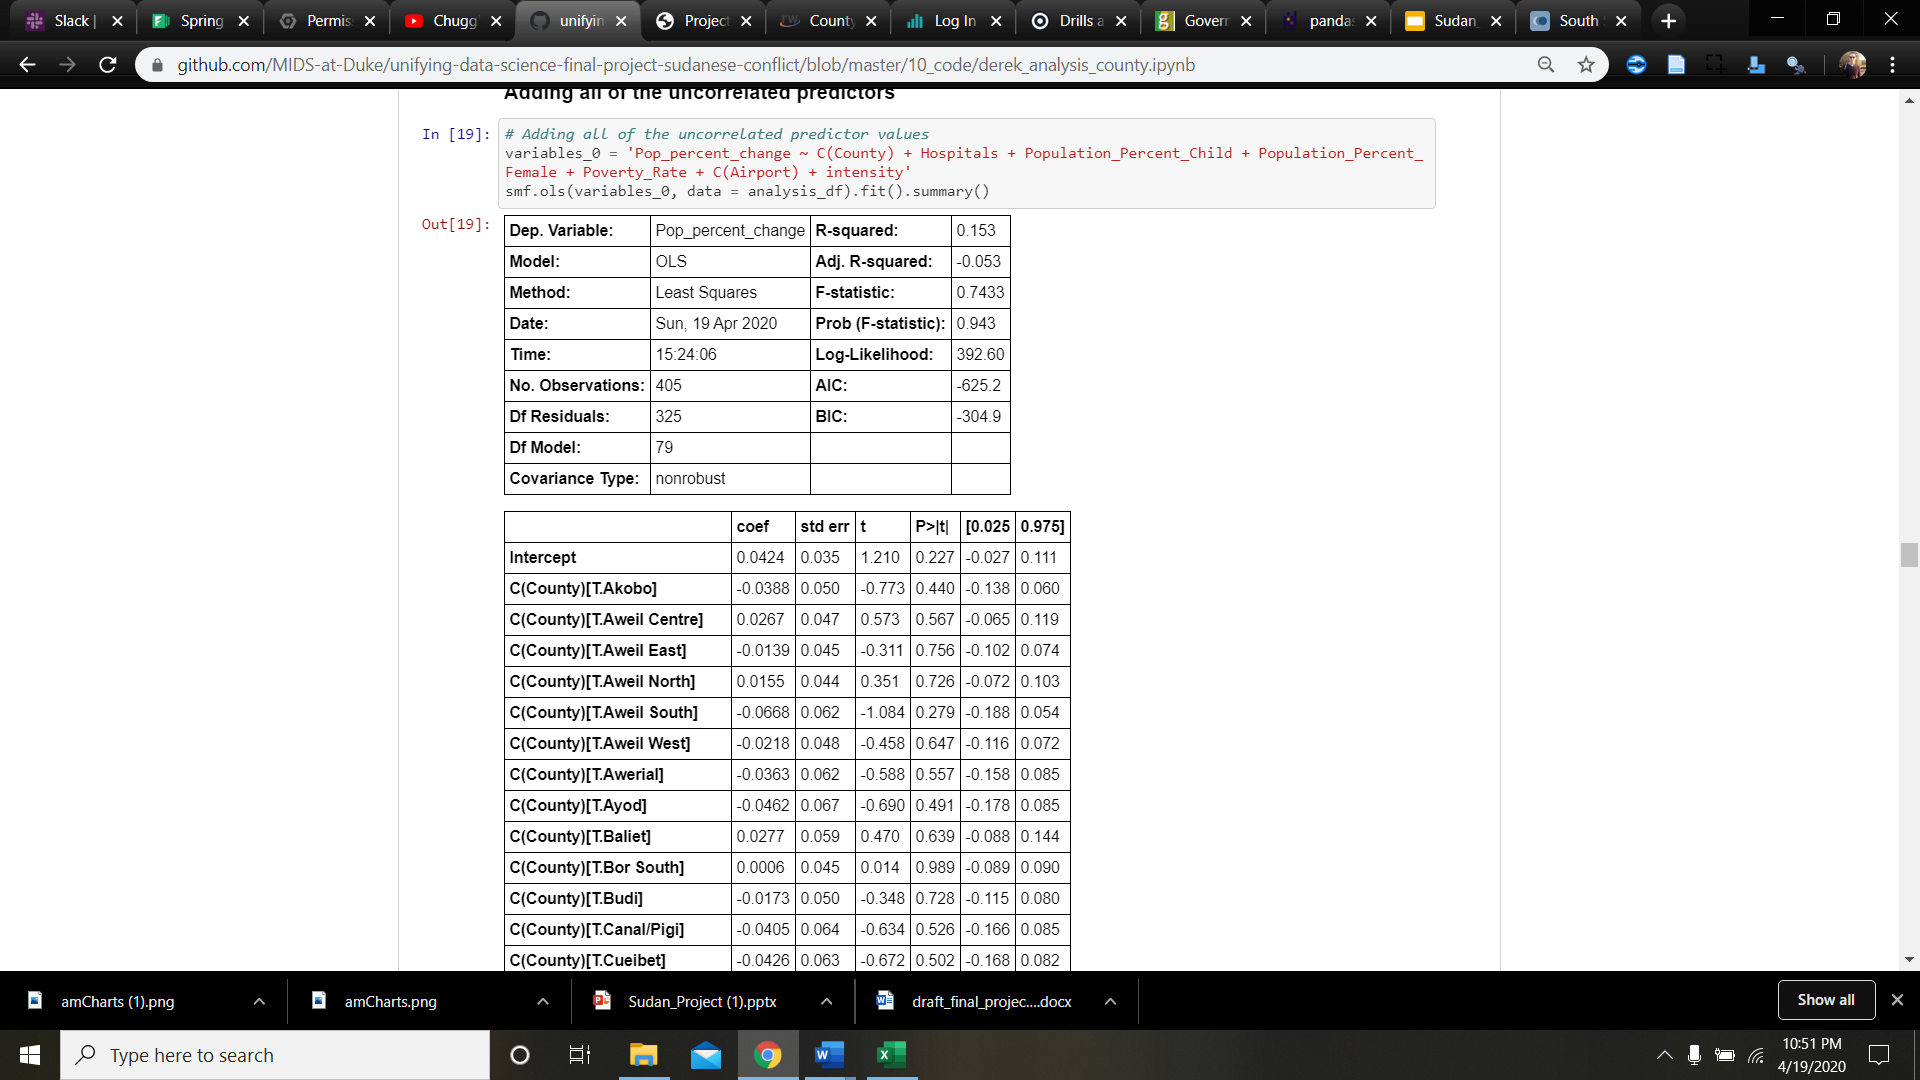 Slack |
Spring
Permis
Chugg
unifyin
Project
County
Log In
Drills a
Govern
pandas
Sudan_
South
github.com/MIDS-at-Duke/unifying-data-science-final-project-sudanese-conflict/blob/master/10_code/derek_analysis_county.ipynb
Adding all of the uncorrelated predictors
In [19]: # Adding all of the uncorrelated predictor values
variables_0 = 'Pop_percent_change ~ C(County) + Hospitals + Population_Percent_Child + Population_Percent_
Female + Poverty_Rate + C(Airport) + intensity'
smf.ols(variables_0, data = analysis_df).fit().summary()
Out[19]:
Dep. Variable: Pop_percent_change R-squared: 0.153
Model: OLS Adj. R-squared: -0.053
Method: Least Squares F-statistic: 0.7433
Date: Sun, 19 Apr 2020 Prob (F-statistic): 0.943
Time: 15:24:06 Log-Likelihood: 392.60
No. Observations: 405 AIC: -625.2
Df Residuals: 325 BIC: -304.9
Df Model: 79
Covariance Type: nonrobust
coef std err t P>|t| [0.025 0.975]
Intercept 0.0424 0.035 1.210 0.227 -0.027 0.111
C(County)[T.Akobo] -0.0388 0.050 -0.773 0.440 -0.138 0.060
C(County)[T.Aweil Centre] 0.0267 0.047 0.573 0.567 -0.065 0.119
C(County)[T.Aweil East] -0.0139 0.045 -0.311 0.756 -0.102 0.074
C(County)[T.Aweil North] 0.0155 0.044 0.351 0.726 -0.072 0.103
C(County)[T.Aweil South] -0.0668 0.062 -1.084 0.279 -0.188 0.054
C(County)[T.Aweil West] -0.0218 0.048 -0.458 0.647 -0.116 0.072
C(County)[T.Awerial] -0.0363 0.062 -0.588 0.557 -0.158 0.085
C(County)[T.Ayod] -0.0462 0.067 -0.690 0.491 -0.178 0.085
C(County)[T.Baliet] 0.0277 0.059 0.470 0.639 -0.088 0.144
C(County)[T.Bor South] 0.0006 0.045 0.014 0.989 -0.089 0.090
C(County)[T.Budi] -0.0173 0.050 -0.348 0.728 -0.115 0.080
C(County)[T.Canal/Pigi] -0.0405 0.064 -0.634 0.526 -0.166 0.085
C(County)[T.Cueibet] -0.0426 0.063 -0.672 0.502 -0.168 0.082
amCharts (1).png
amCharts.png
Sudan_Project (1).pptx
draft_final_projec....docx
Show all
Type here to search
10:51 PM
4/19/2020